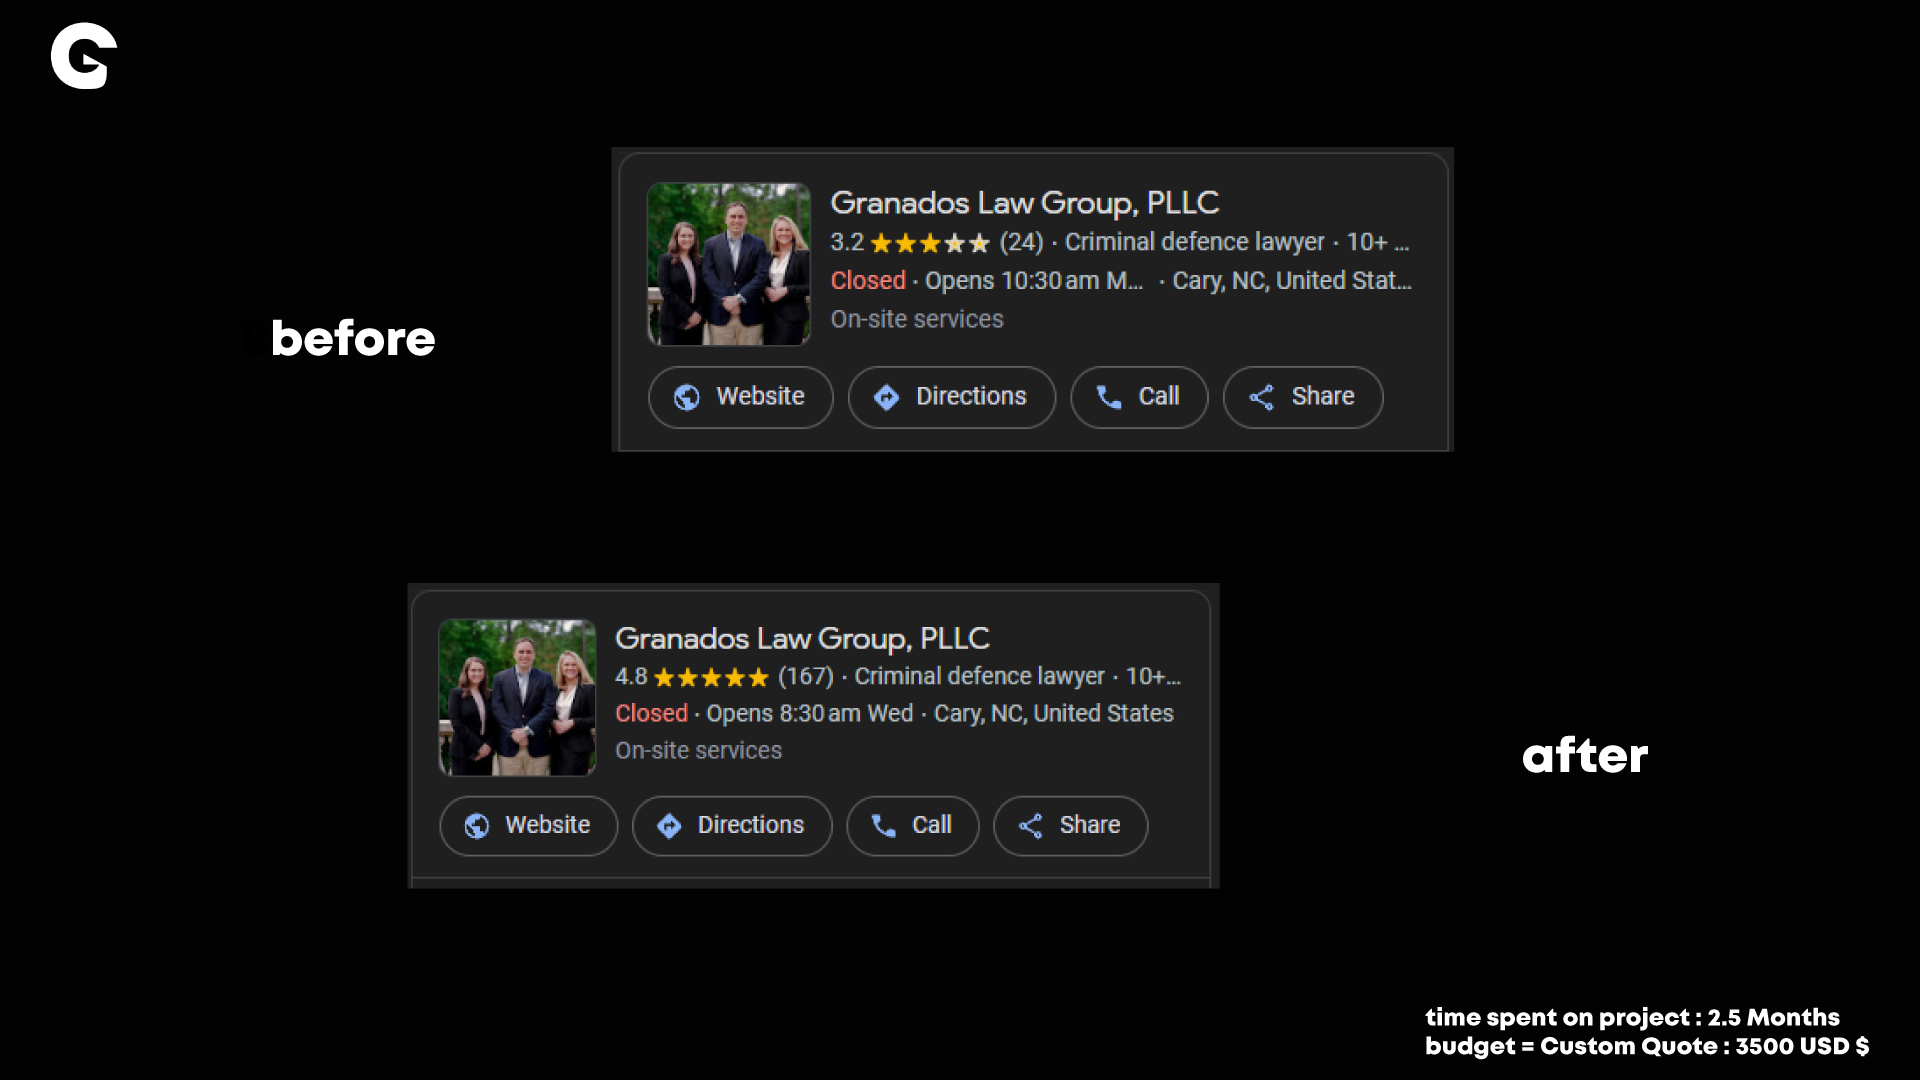 G
Granados Law Group, PLLC
3.2 ★★★★★ (24) · Criminal defence lawyer · 10+ ...
Closed · Opens 10:30 am M... · Cary, NC, United Stat...
On-site services
before
Website Directions Call Share
Granados Law Group, PLLC
4.8 ★★★★★ (167) · Criminal defence lawyer · 10+...
Closed · Opens 8:30 am Wed · Cary, NC, United States
On-site services
after
Website Directions Call Share
time spent on project : 2.5 Months
budget = Custom Quote : 3500 USD $